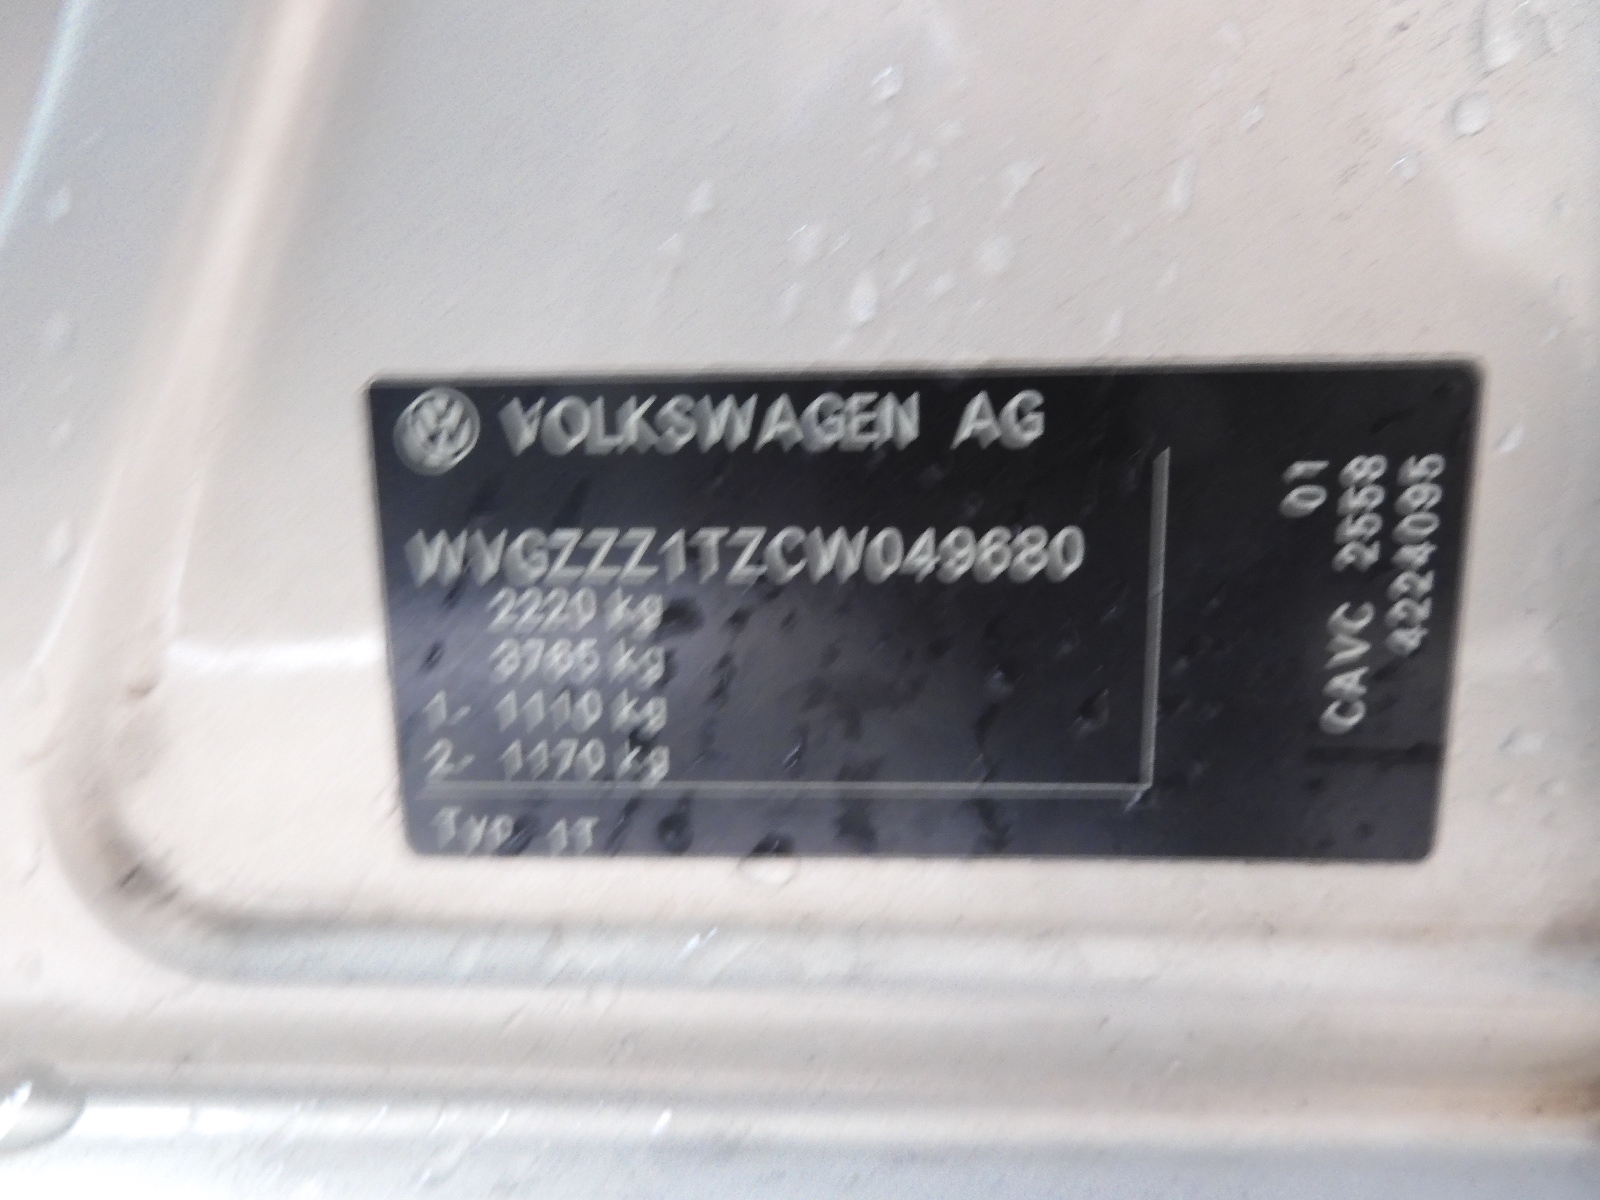 VOLKSWAGEN AG
WVGZZZ1TZCW049680
2220 kg
3765 kg
1- 1110 kg
2- 1170 kg
Typ 1T
01
CAVC 2558
4224095